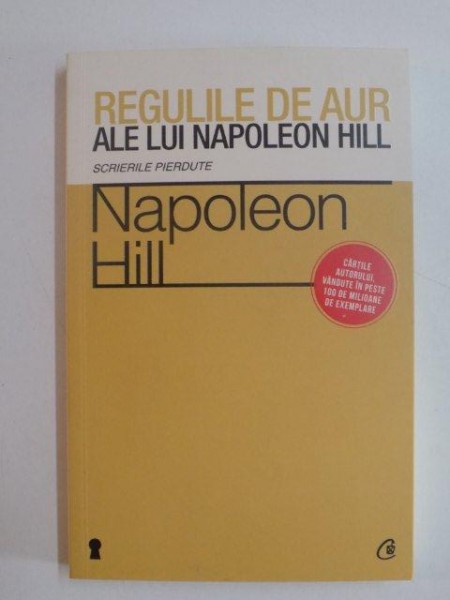 REGULILE DE AUR
ALE LUI NAPOLEON HILL
SCRIERILE PIERDUTE
Napoleon
Hill
CĂRȚILE
AUTORULUI,
VÂNDUTE ÎN PESTE
100 DE MILIOANE
DE EXEMPLARE